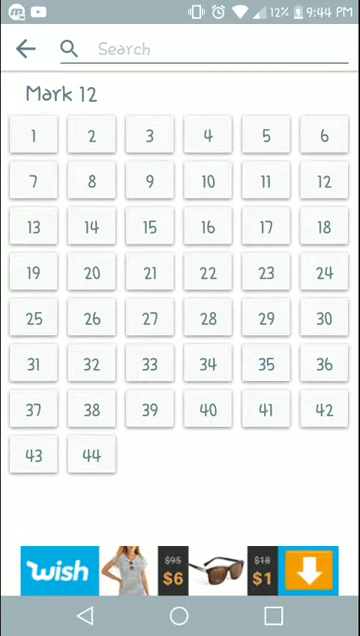 12% 9:44 PM
Search
Mark 12
1 2 3 4 5 6
7 8 9 10 11 12
13 14 15 16 17 18
19 20 21 22 23 24
25 26 27 28 29 30
31 32 33 34 35 36
37 38 39 40 41 42
43 44
wish $95 $6 $18 $1